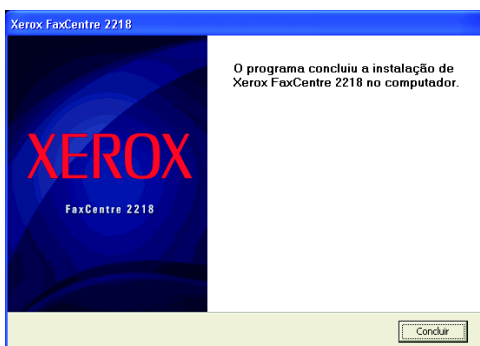 Xerox FaxCentre 2218
O programa concluiu a instalação de
Xerox FaxCentre 2218 no computador.
XEROX
FaxCentre 2218
Concluir